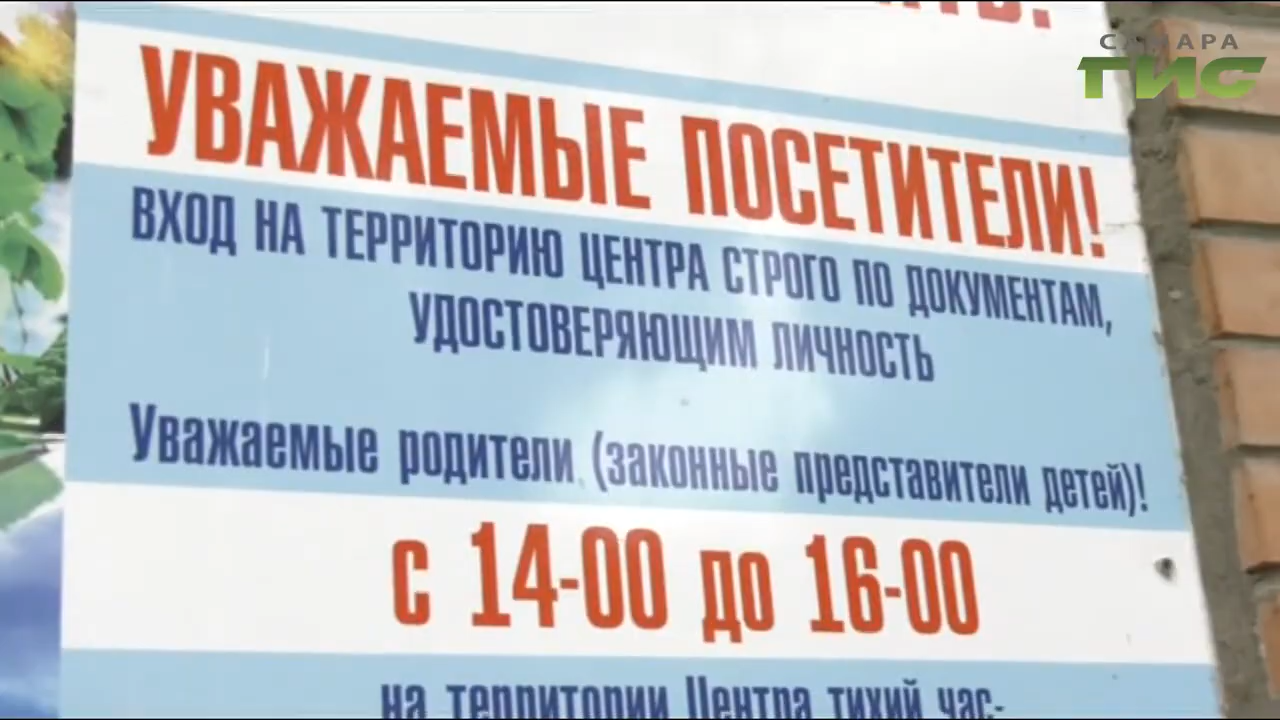 САМАРА
ГИС
УВАЖАЕМЫЕ ПОСЕТИТЕЛИ!
ВХОД НА ТЕРРИТОРИЮ ЦЕНТРА СТРОГО ПО ДОКУМЕНТАМ,
УДОСТОВЕРЯЮЩИМ ЛИЧНОСТЬ
Уважаемые родители (законные представители детей)!
с 14-00 до 16-00
на территории Центра тихий час-